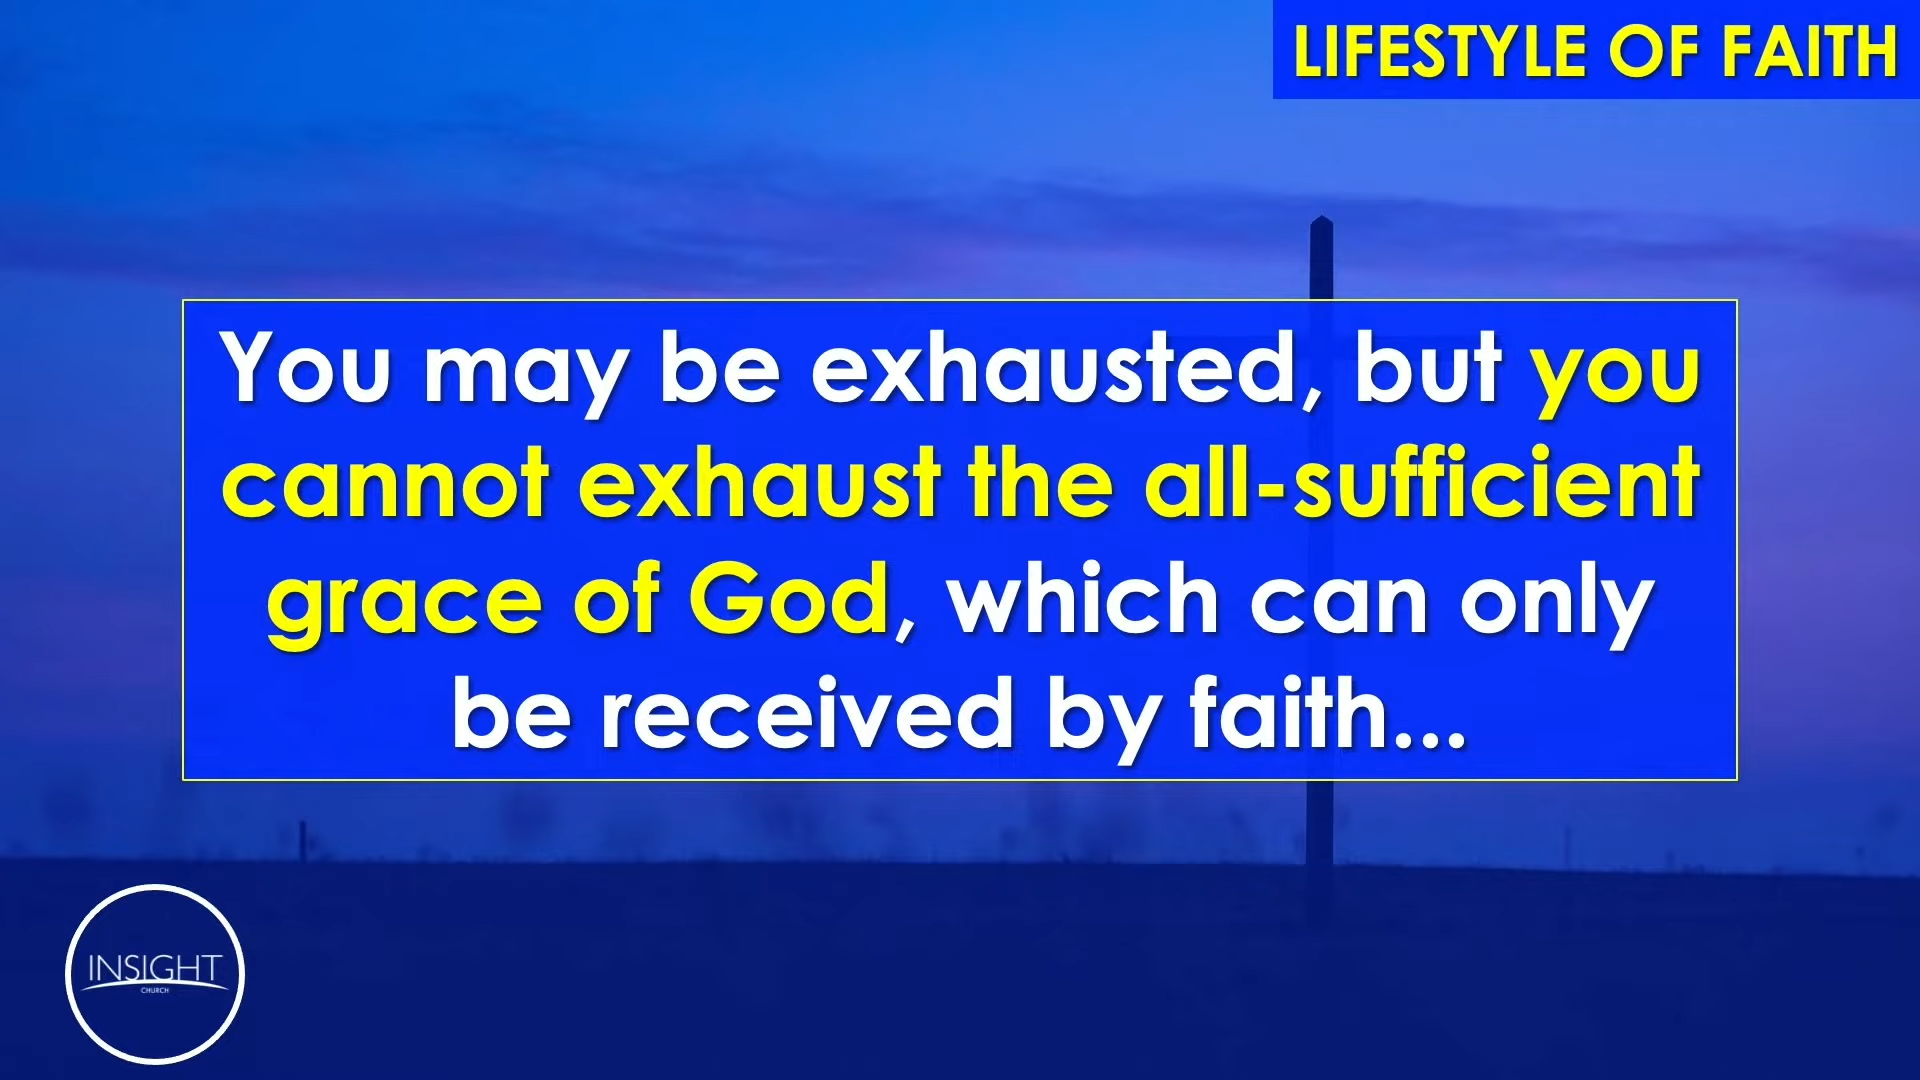 LIFESTYLE OF FAITH
You may be exhausted, but you
cannot exhaust the all-sufficient
grace of God, which can only
be received by faith...
INSIGHT
CHURCH